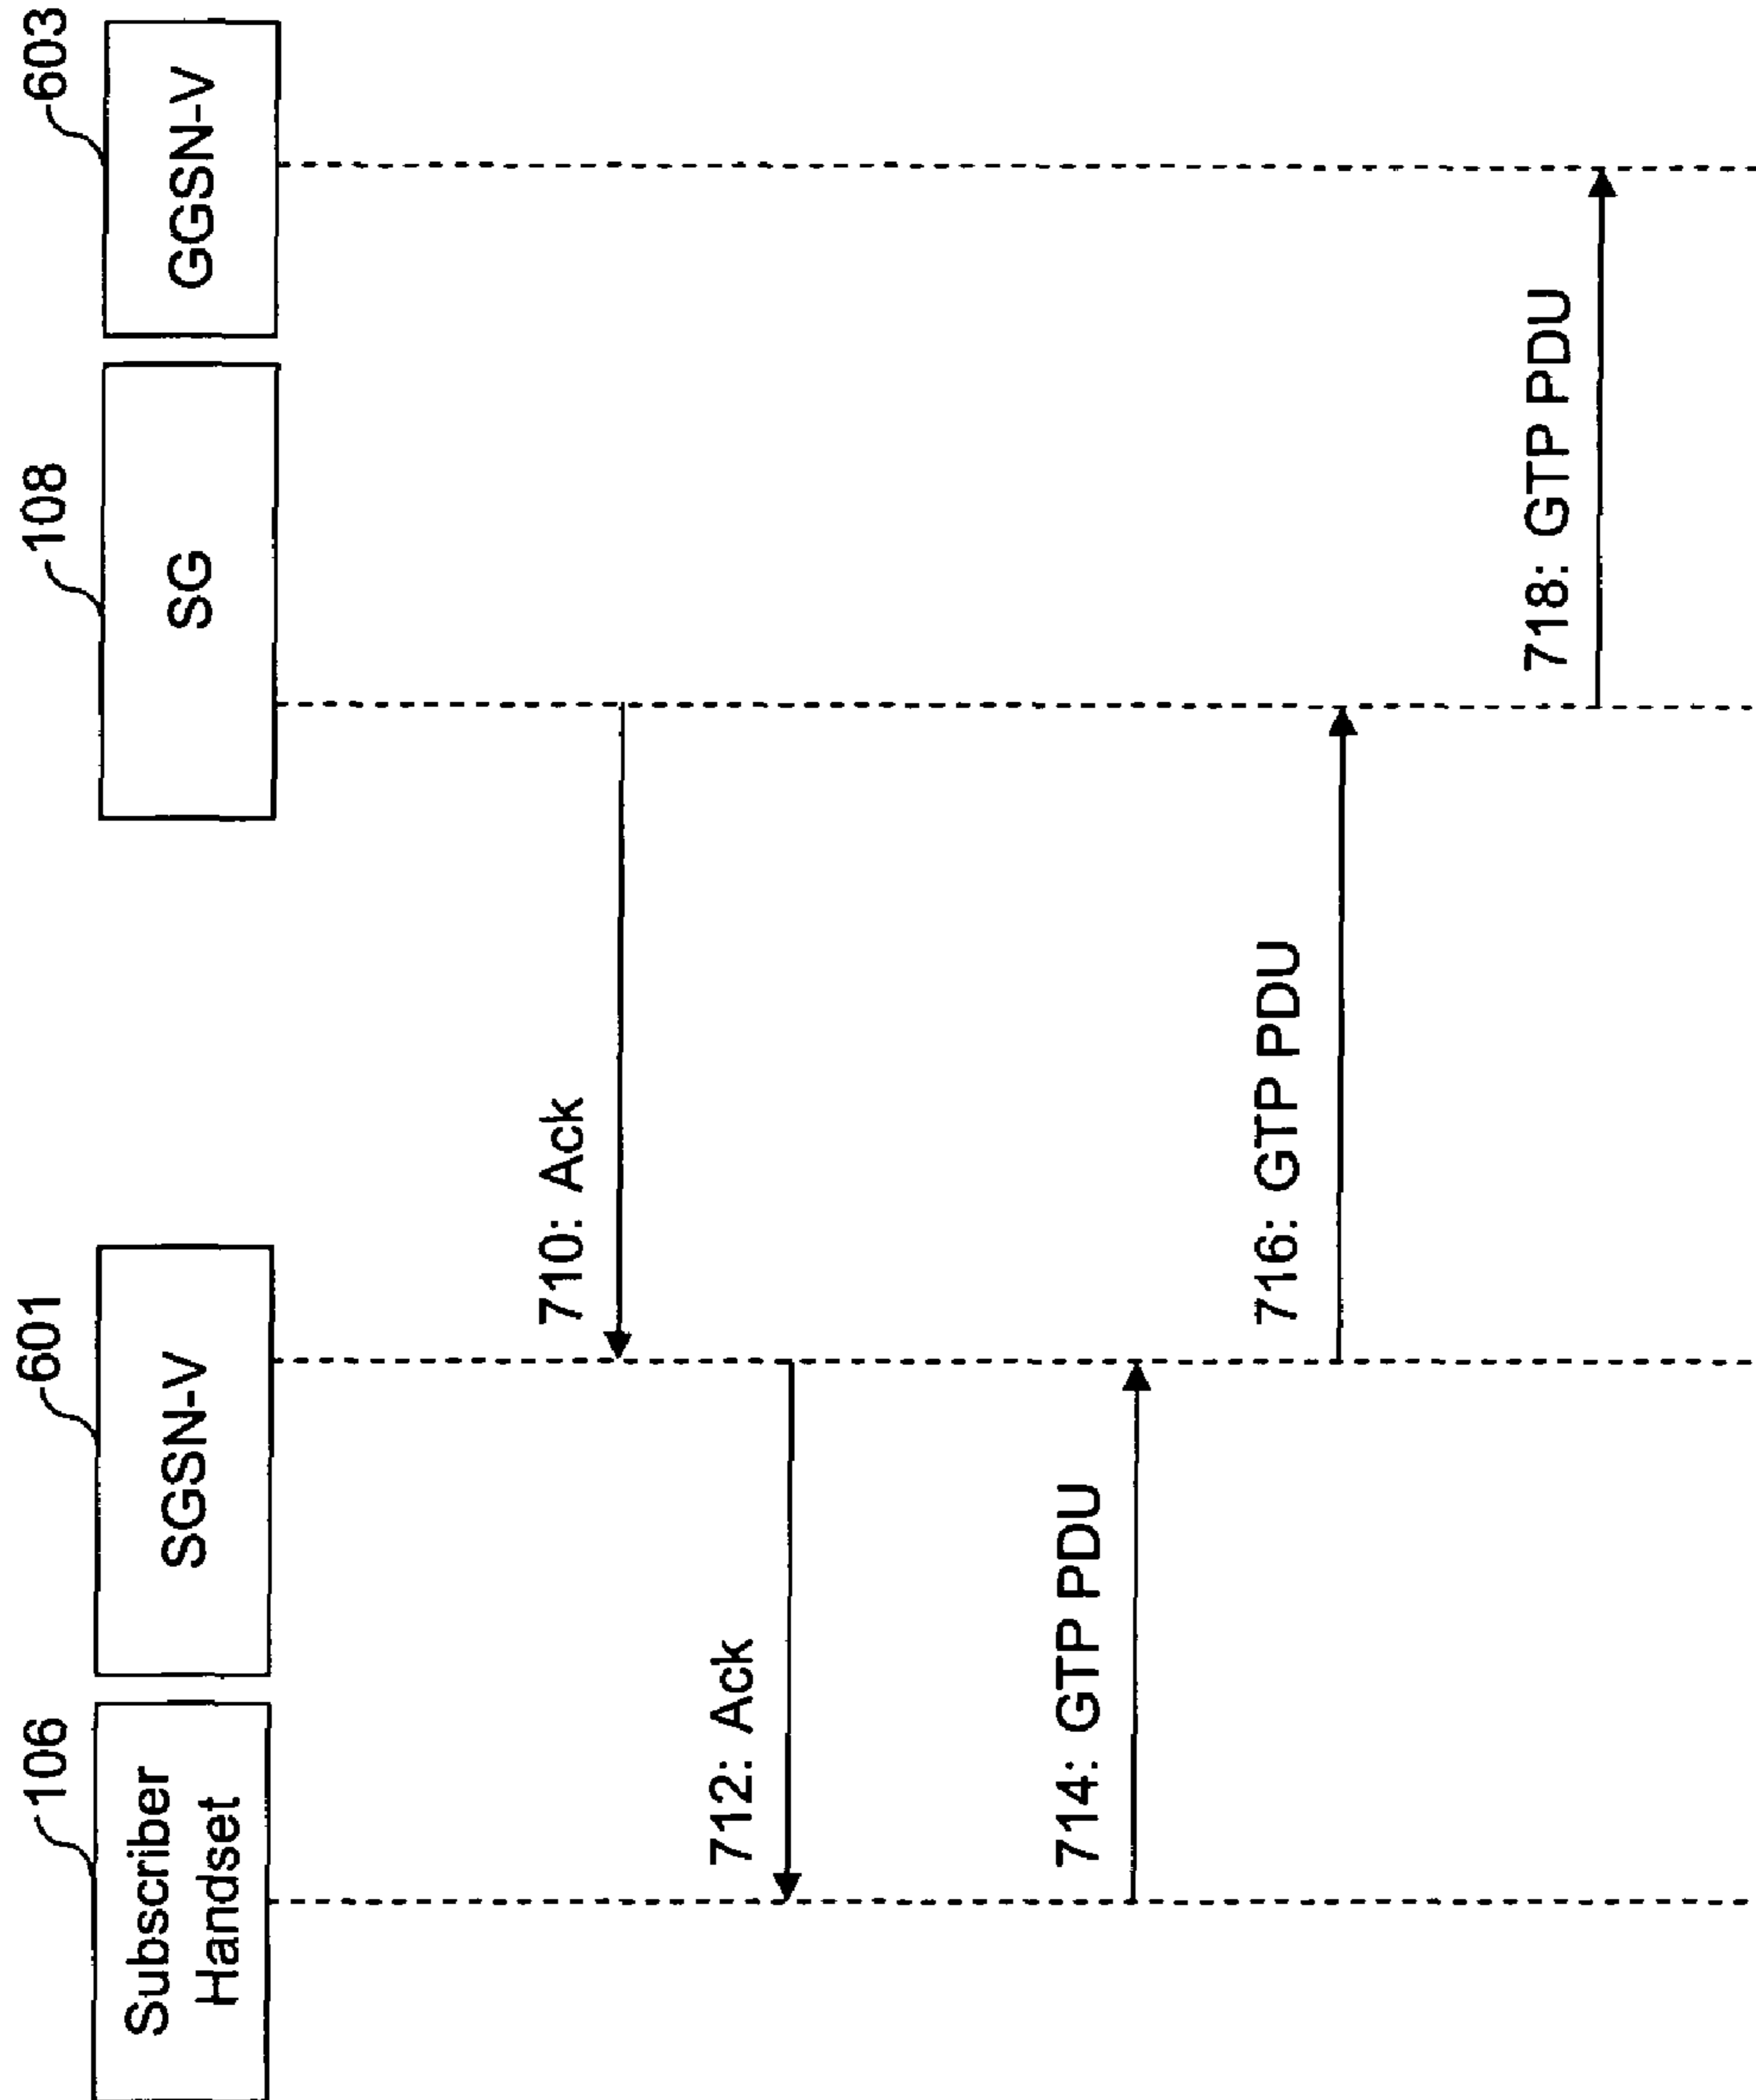 106
601
108
603
Subscriber
Handset
SGSN-V
SG
GGSN-V
710: Ack
712: Ack
714: GTP PDU
716: GTP PDU
718: GTP PDU